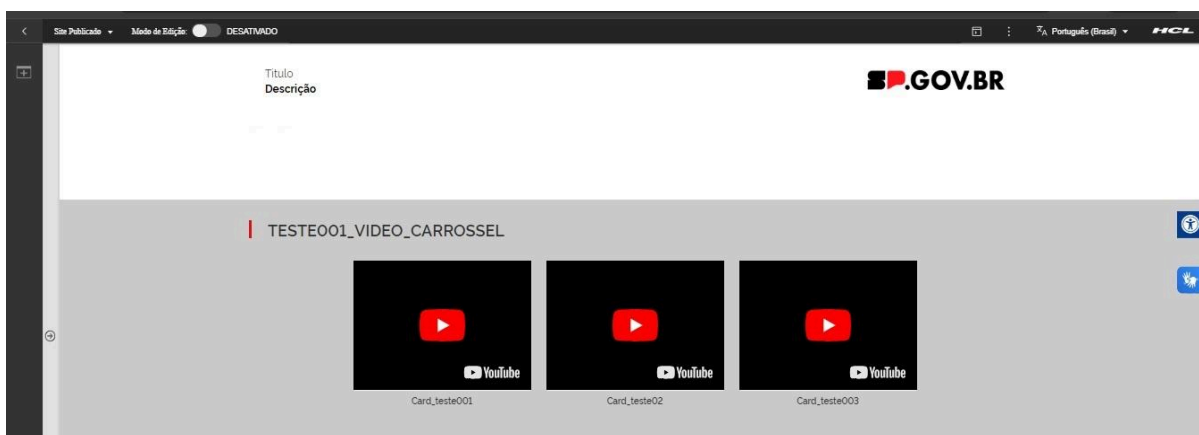 Site Publicado Modo de Edição: DESATIVADO Português (Brasil) HCL
Titulo
Descrição
SP.GOV.BR
TESTE001_VIDEO_CARROSSEL
YouTube YouTube YouTube
Card_teste001 Card_teste02 Card_teste003